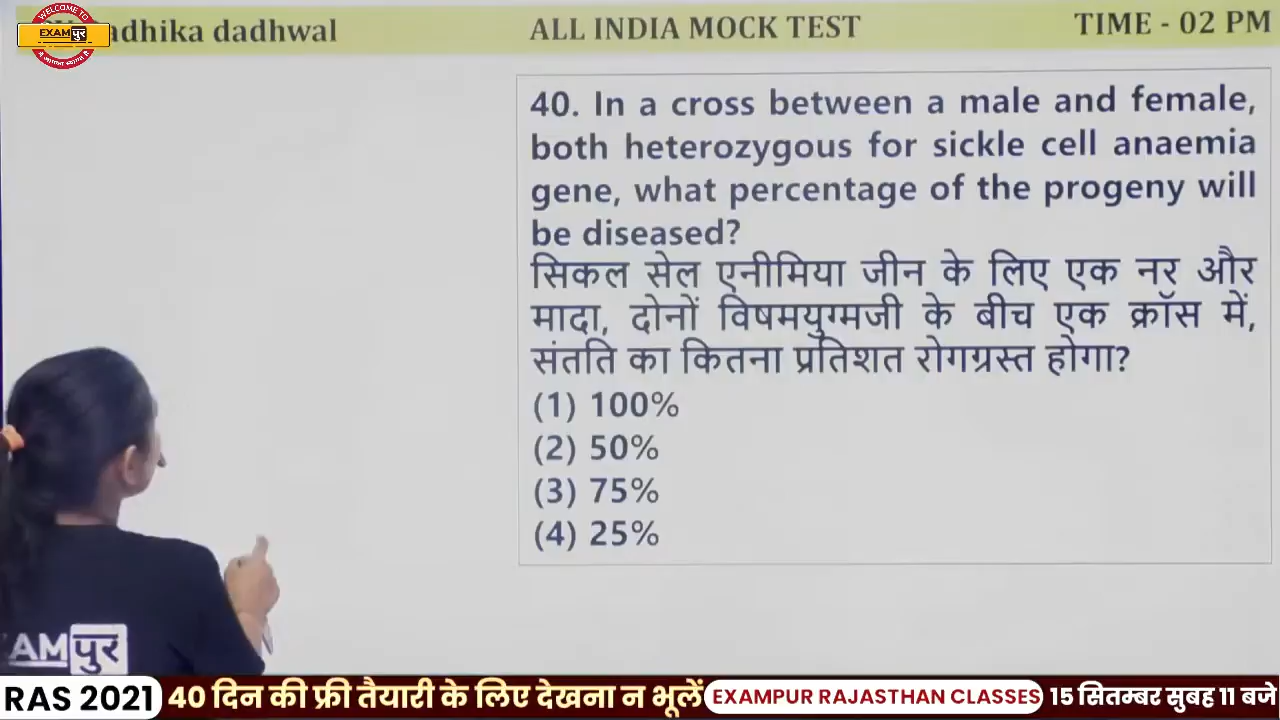 WELCOME TO
EXAMपुर
adhika dadhwal
ALL INDIA MOCK TEST
TIME - 02 PM
40. In a cross between a male and female,
both heterozygous for sickle cell anaemia
gene, what percentage of the progeny will
be diseased?
सिकल सेल एनीमिया जीन के लिए एक नर और
मादा, दोनों विषमयुग्मजी के बीच एक क्रॉस में,
संतति का कितना प्रतिशत रोगग्रस्त होगा?
(1) 100%
(2) 50%
(3) 75%
(4) 25%
AMपुर
RAS 2021
40 दिन की फ्री तैयारी के लिए देखना न भूलें
EXAMPUR RAJASTHAN CLASSES
15 सितम्बर सुबह 11 बजे